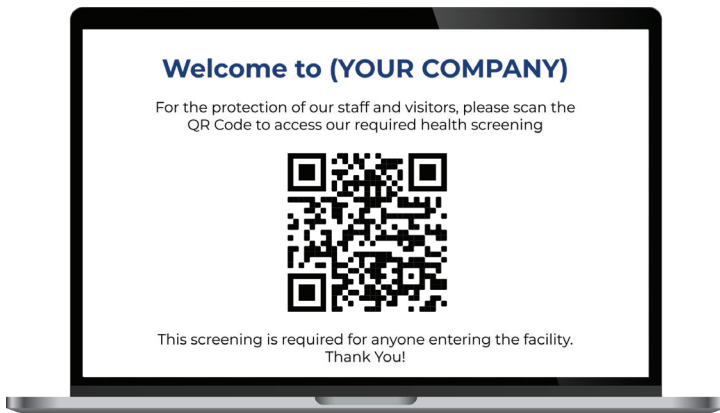 Welcome to (YOUR COMPANY)
For the protection of our staff and visitors, please scan the
QR Code to access our required health screening
This screening is required for anyone entering the facility.
Thank You!